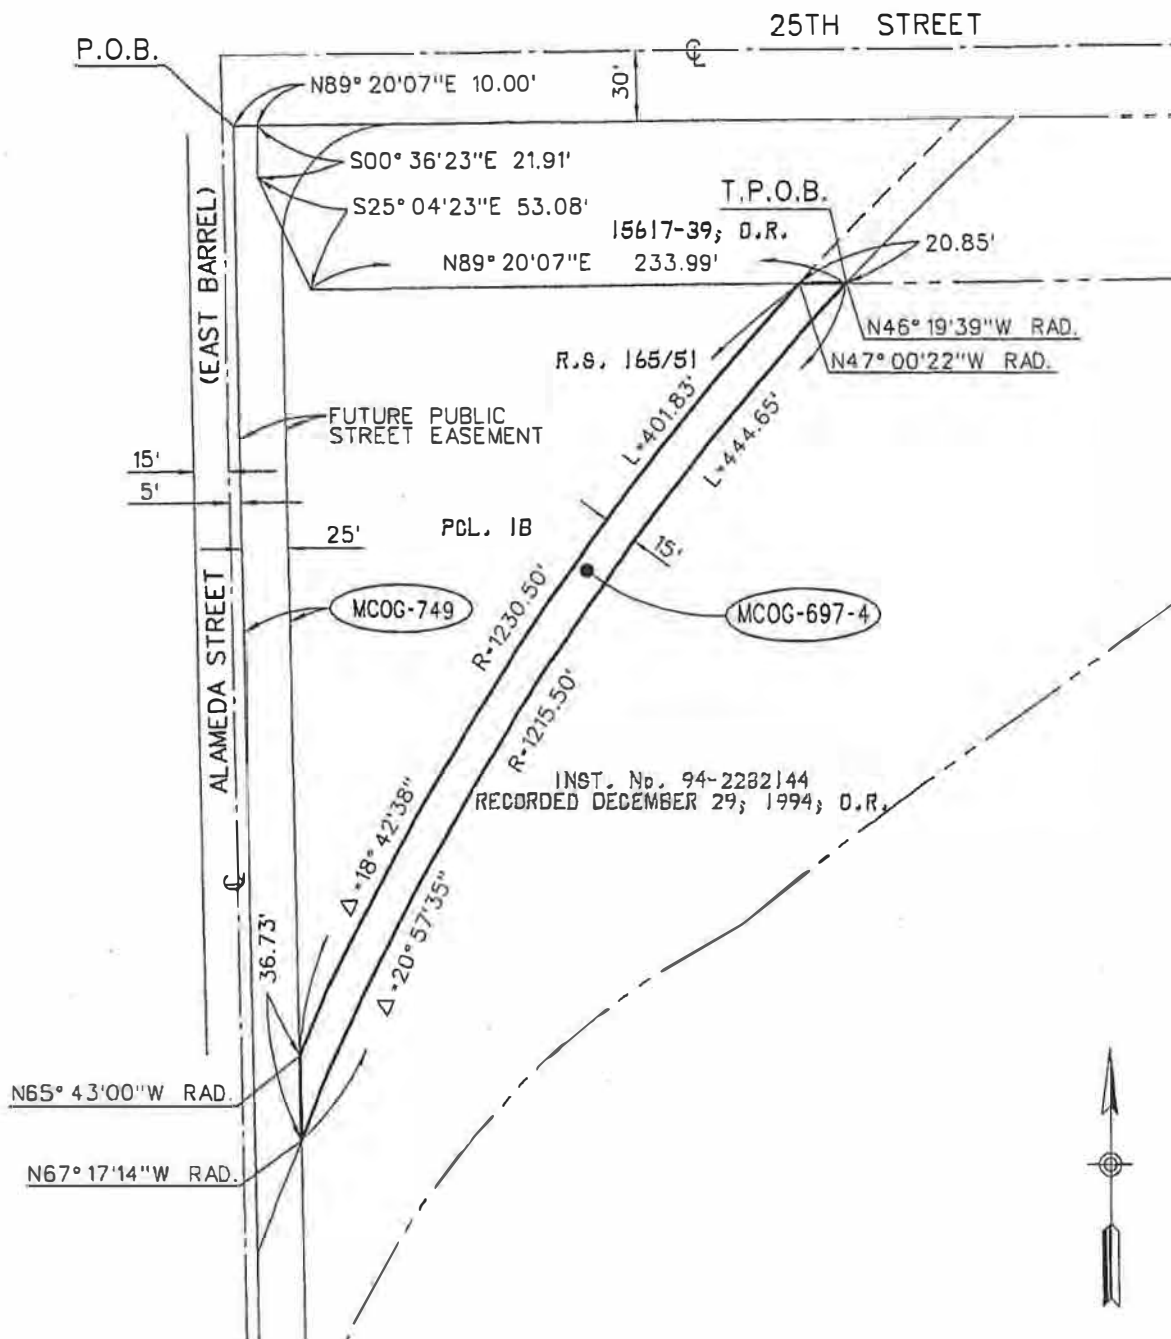 25TH STREET
P.O.B.
℄
30'
N89° 20'07"E 10.00'
S00° 36'23"E 21.91'
S25° 04'23"E 53.08'
T.P.O.B.
15617-39; O.R.
20.85'
N89° 20'07"E 233.99'
N46° 19'39"W RAD.
N47° 00'22"W RAD.
R.S. 165/51
(EAST BARREL)
L=401.83'
L=444.65'
FUTURE PUBLIC
STREET EASEMENT
15'
5'
25'
PCL. 1B
15'
MCOG-749
MCOG-697-4
ALAMEDA STREET
R=1230.50'
R=1215.50'
INST. No. 94-2282144
RECORDED DECEMBER 29; 1994; O.R.
Δ=18° 42'38"
Δ=20° 57'35"
℄
36.73'
N65° 43'00"W RAD.
N67° 17'14"W RAD.